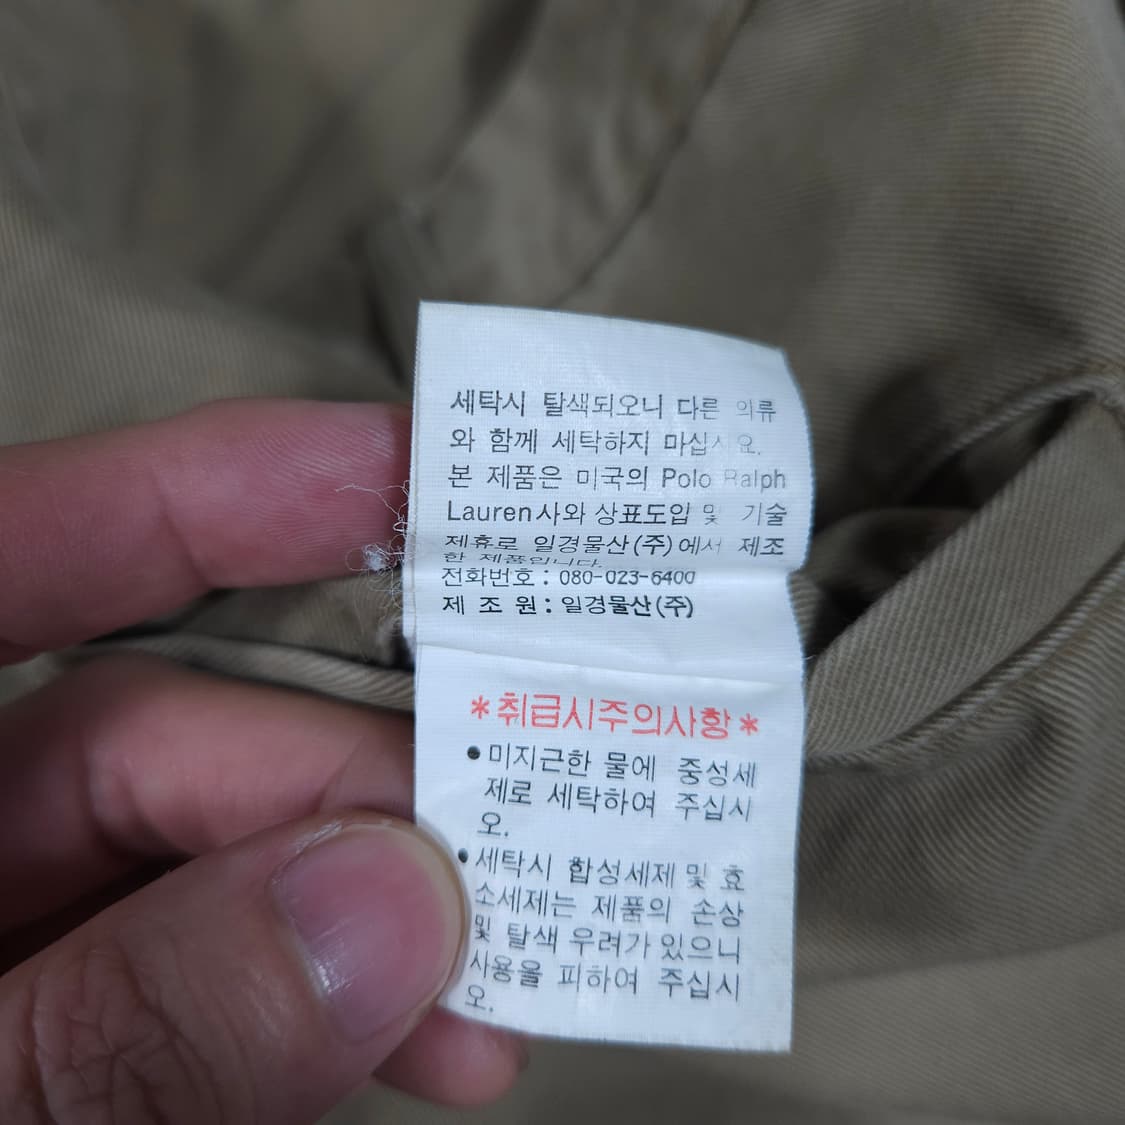 세탁시 탈색되오니 다른 의류
와 함께 세탁하지 마십시요.
본 제품은 미국의 Polo Ralph
Lauren사와 상표도입 및 기술
제휴로 일경물산(주)에서 제조
한 제품입니다.
전화번호 : 080-023-6400
제 조 원 : 일경물산(주)
*취급시주의사항*
●미지근한 물에 중성세
제로 세탁하여 주십시
오.
●세탁시 합성세제 및 효
소세제는 제품의 손상
및 탈색 우려가 있으니
사용을 피하여 주십시
오.